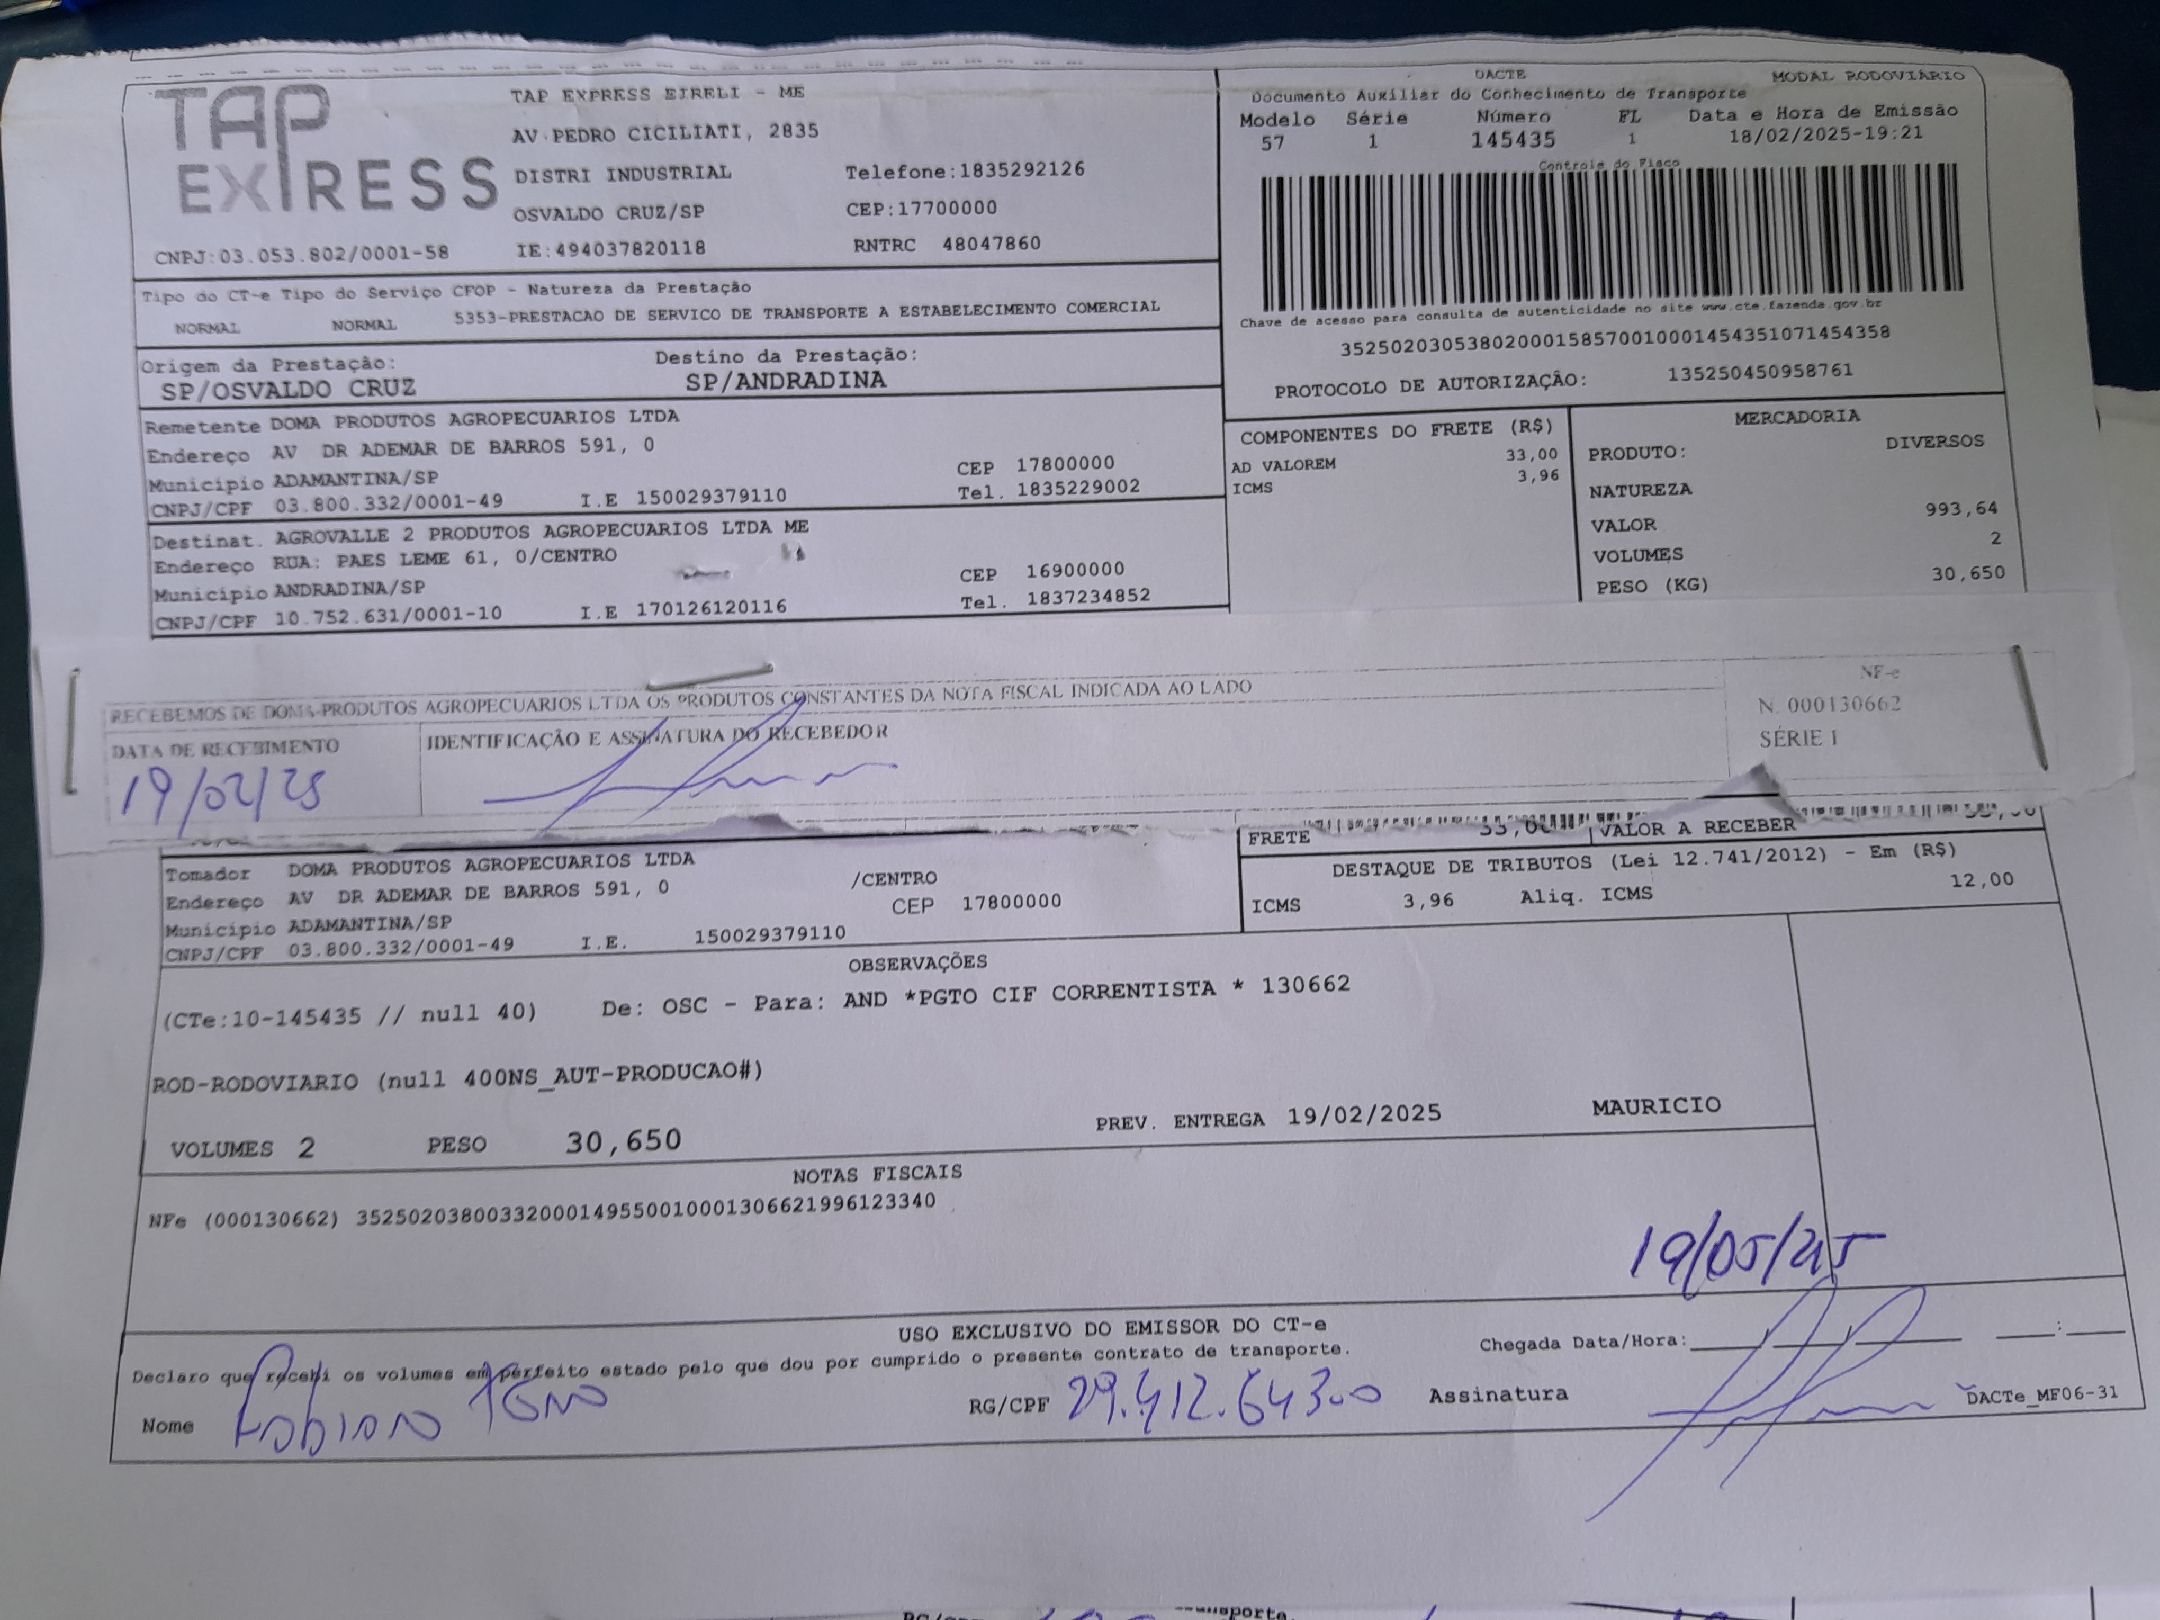 TAP EXPRESS
TAP EXPRESS EIRELI - ME
AV.PEDRO CICILIATI, 2835
DISTRI INDUSTRIAL Telefone:1835292126
OSVALDO CRUZ/SP CEP:17700000
CNPJ:03.053.802/0001-58 IE:494037820118 RNTRC 48047860
DACTE MODAL RODOVIÁRIO
Documento Auxiliar do Conhecimento de Transporte
Modelo Série Número FL Data e Hora de Emissão
57 1 145435 1 18/02/2025-19:21
Controle do Fisco
Chave de acesso para consulta de autenticidade no site www.cte.fazenda.gov.br
35250203053802000158570010001454351071454358
PROTOCOLO DE AUTORIZAÇÃO: 135250450958761
Tipo do CT-e Tipo do Serviço CFOP - Natureza da Prestação
NORMAL NORMAL 5353-PRESTACAO DE SERVICO DE TRANSPORTE A ESTABELECIMENTO COMERCIAL
Origem da Prestação: Destino da Prestação:
SP/OSVALDO CRUZ SP/ANDRADINA
Remetente DOMA PRODUTOS AGROPECUARIOS LTDA
Endereço AV DR ADEMAR DE BARROS 591, 0
Municipio ADAMANTINA/SP CEP 17800000
CNPJ/CPF 03.800.332/0001-49 I.E 150029379110 Tel. 1835229002
Destinat. AGROVALLE 2 PRODUTOS AGROPECUARIOS LTDA ME
Endereço RUA: PAES LEME 61, 0/CENTRO
Municipio ANDRADINA/SP CEP 16900000
CNPJ/CPF 10.752.631/0001-10 I.E 170126120116 Tel. 1837234852
COMPONENTES DO FRETE (R$)
AD VALOREM 33,00
ICMS 3,96
MERCADORIA
PRODUTO: DIVERSOS
NATUREZA
VALOR 993,64
VOLUMES 2
PESO (KG) 30,650
RECEBEMOS DE DOMA PRODUTOS AGROPECUARIOS LTDA OS PRODUTOS CONSTANTES DA NOTA FISCAL INDICADA AO LADO
DATA DE RECEBIMENTO IDENTIFICAÇÃO E ASSINATURA DO RECEBEDOR
19/02/25
NF-e
N. 000130662
SÉRIE 1
FRETE 33,00 VALOR A RECEBER
Tomador DOMA PRODUTOS AGROPECUARIOS LTDA
Endereço AV DR ADEMAR DE BARROS 591, 0 /CENTRO
Municipio ADAMANTINA/SP CEP 17800000
CNPJ/CPF 03.800.332/0001-49 I.E. 150029379110
DESTAQUE DE TRIBUTOS (Lei 12.741/2012) - Em (R$)
ICMS 3,96 Aliq. ICMS 12,00
OBSERVAÇÕES
(CTe:10-145435 // null 40) De: OSC - Para: AND *PGTO CIF CORRENTISTA * 130662
ROD-RODOVIARIO (null 400NS_AUT-PRODUCAO#)
VOLUMES 2 PESO 30,650 PREV. ENTREGA 19/02/2025 MAURICIO
NOTAS FISCAIS
NFe (000130662) 35250203800332000149550010001306621996123340
19/05/25
USO EXCLUSIVO DO EMISSOR DO CT-e
Declaro que recebi os volumes em perfeito estado pelo que dou por cumprido o presente contrato de transporte. Chegada Data/Hora:
Nome Fabiano RG/CPF 29.412.64300 Assinatura DACTe_MF06-31